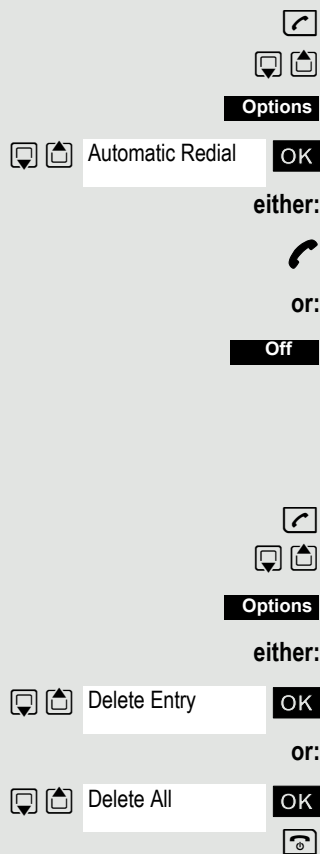 Options
Automatic Redial OK
either:
or:
Off
Options
either:
Delete Entry OK
or:
Delete All OK